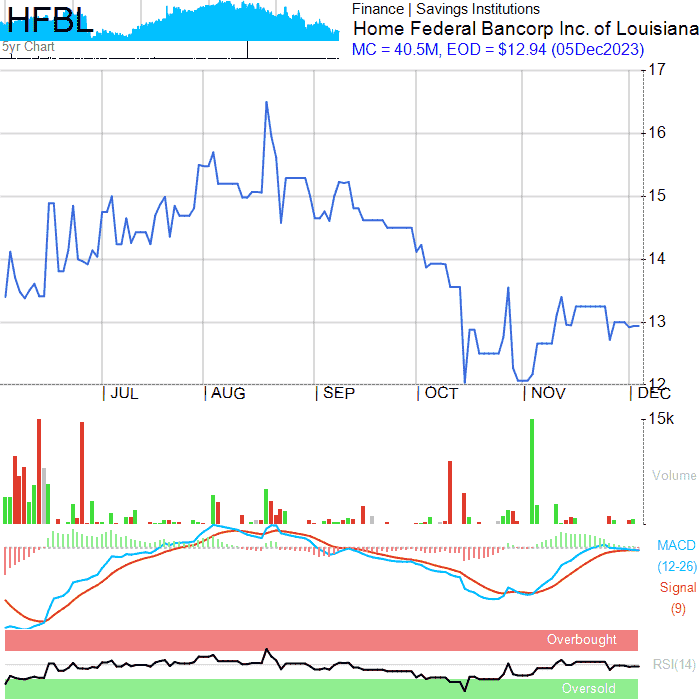 HFBL
5yr Chart
Finance | Savings Institutions
Home Federal Bancorp Inc. of Louisiana
MC = 40.5M, EOD = $12.94 (05Dec2023)
17
16
15
14
13
12
| JUL | AUG | SEP | OCT | NOV | DEC
15k
Volume
MACD
(12-26)
Signal
(9)
Overbought
RSI(14)
Oversold